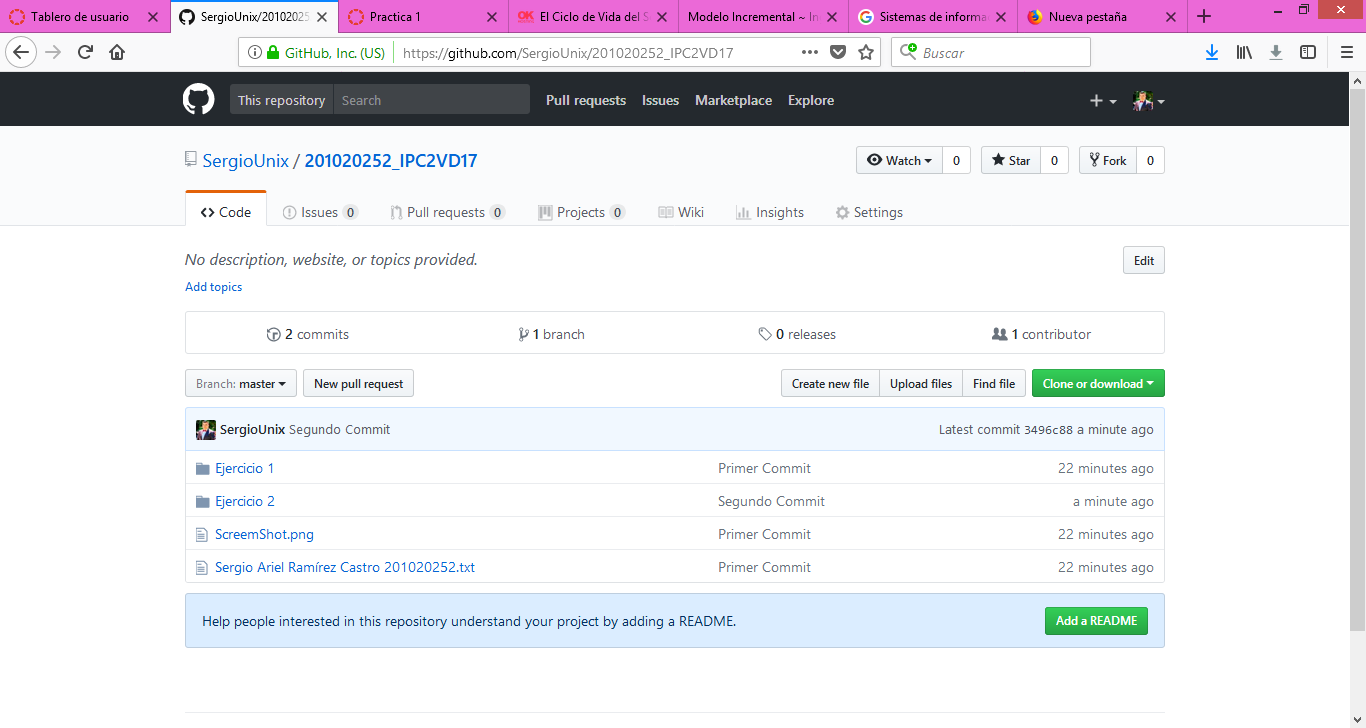 Tablero de usuario
SergioUnix/2010202
Practica 1
El Ciclo de Vida del S
Modelo Incremental ~ In
Sistemas de informa
Nueva pestaña
GitHub, Inc. (US)
https://github.com/SergioUnix/201020252_IPC2VD17
Buscar
This repository
Search
Pull requests
Issues
Marketplace
Explore
SergioUnix / 201020252_IPC2VD17
Watch 0
Star 0
Fork 0
Code
Issues 0
Pull requests 0
Projects 0
Wiki
Insights
Settings
No description, website, or topics provided.
Edit
Add topics
2 commits
1 branch
0 releases
1 contributor
Branch: master
New pull request
Create new file
Upload files
Find file
Clone or download
SergioUnix Segundo Commit
Latest commit 3496c88 a minute ago
Ejercicio 1 Primer Commit 22 minutes ago
Ejercicio 2 Segundo Commit a minute ago
ScreemShot.png Primer Commit 22 minutes ago
Sergio Ariel Ramírez Castro 201020252.txt Primer Commit 22 minutes ago
Help people interested in this repository understand your project by adding a README.
Add a README